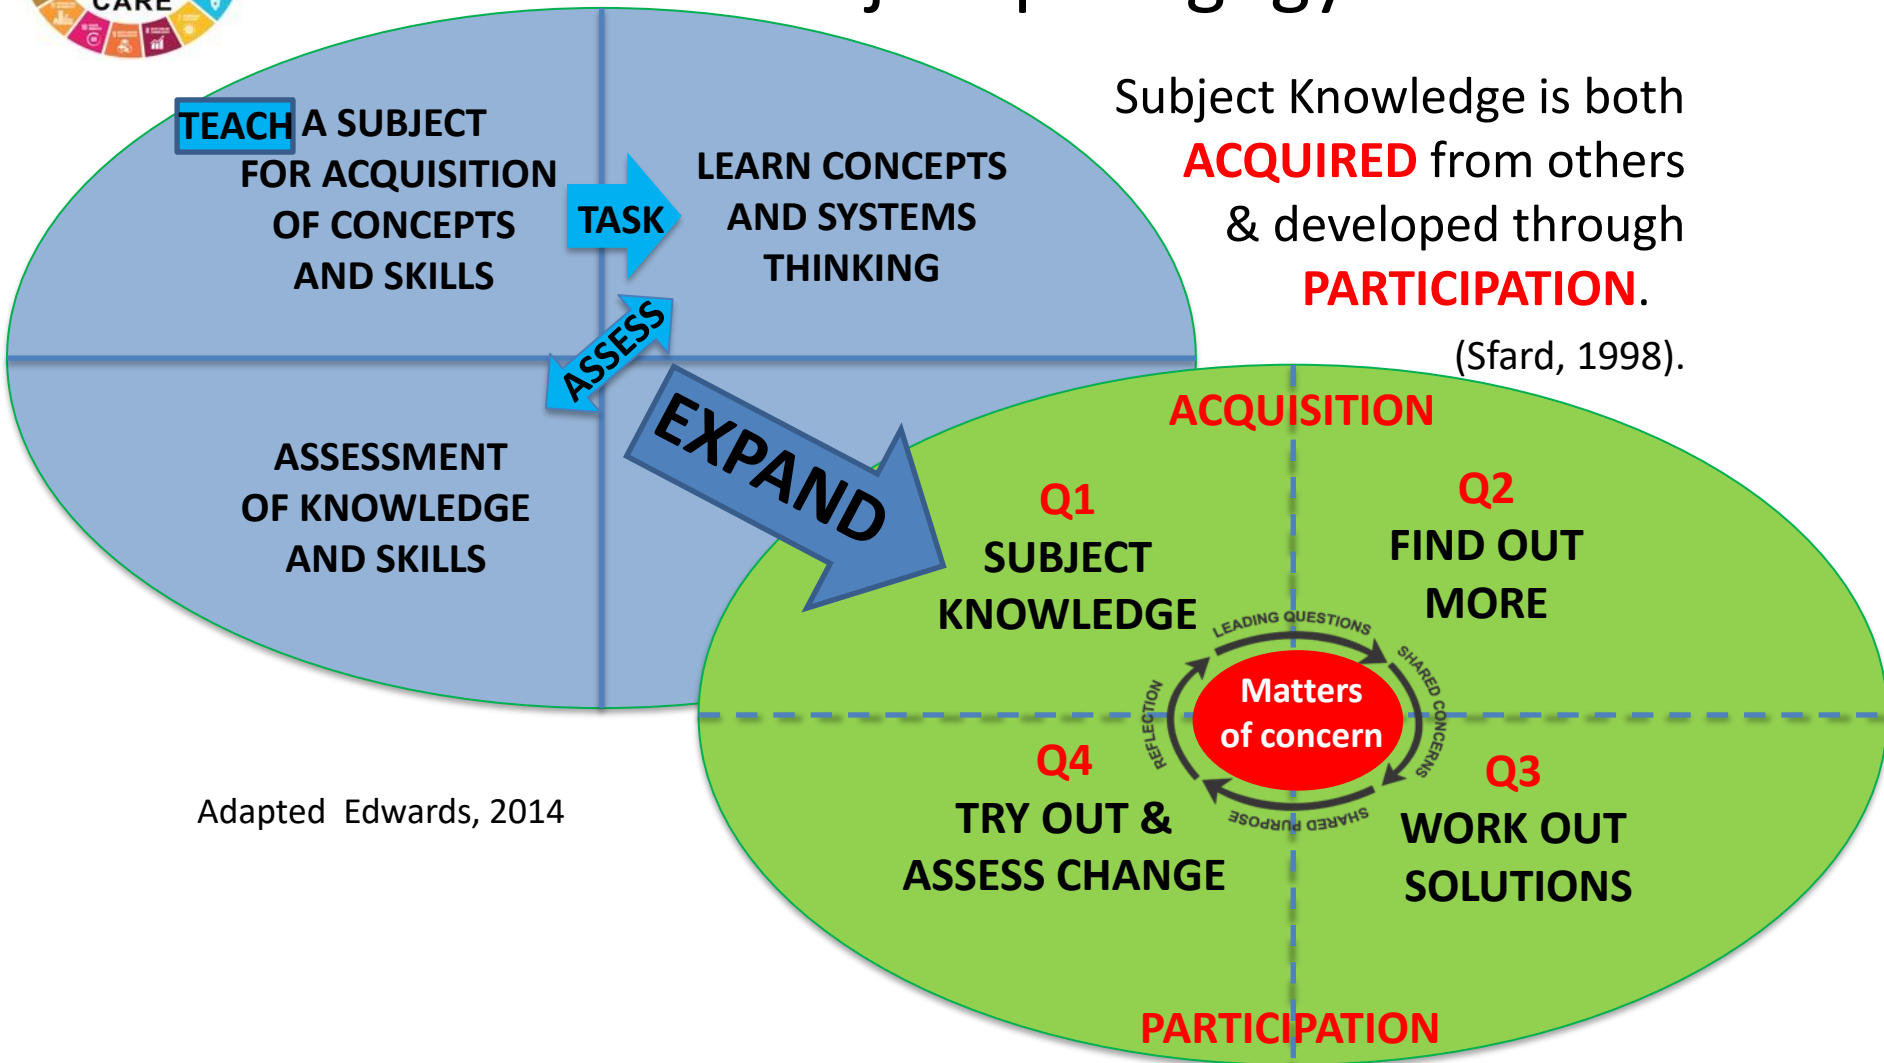 CARE
TEACH A SUBJECT
FOR ACQUISITION
OF CONCEPTS
AND SKILLS
TASK
LEARN CONCEPTS
AND SYSTEMS
THINKING
ASSESS
ASSESSMENT
OF KNOWLEDGE
AND SKILLS
EXPAND
Subject Knowledge is both
ACQUIRED from others
& developed through
PARTICIPATION.
(Sfard, 1998).
ACQUISITION
Q1
SUBJECT
KNOWLEDGE
Q2
FIND OUT
MORE
LEADING QUESTIONS
SHARED CONCERNS
SHARED PURPOSE
REFLECTION
Matters
of concern
Q4
TRY OUT &
ASSESS CHANGE
Q3
WORK OUT
SOLUTIONS
PARTICIPATION
Adapted Edwards, 2014